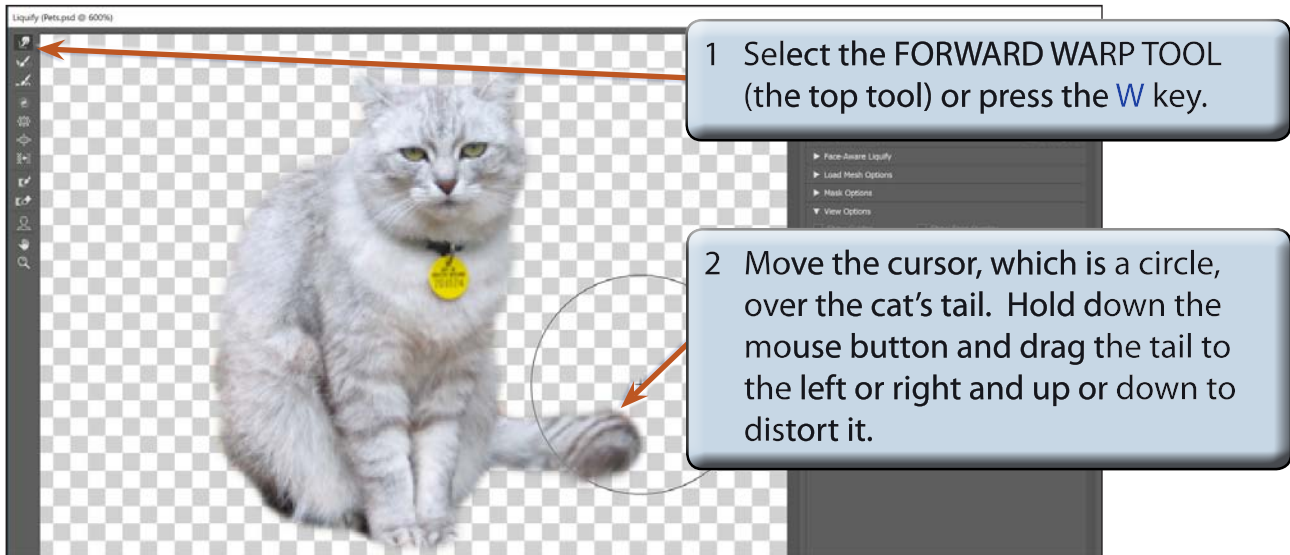 Liquify (Pets.psd @ 600%)
1 Select the FORWARD WARP TOOL
(the top tool) or press the W key.
Face-Aware Liquify
Load Mesh Options
Mask Options
View Options
2 Move the cursor, which is a circle,
over the cat's tail. Hold down the
mouse button and drag the tail to
the left or right and up or down to
distort it.